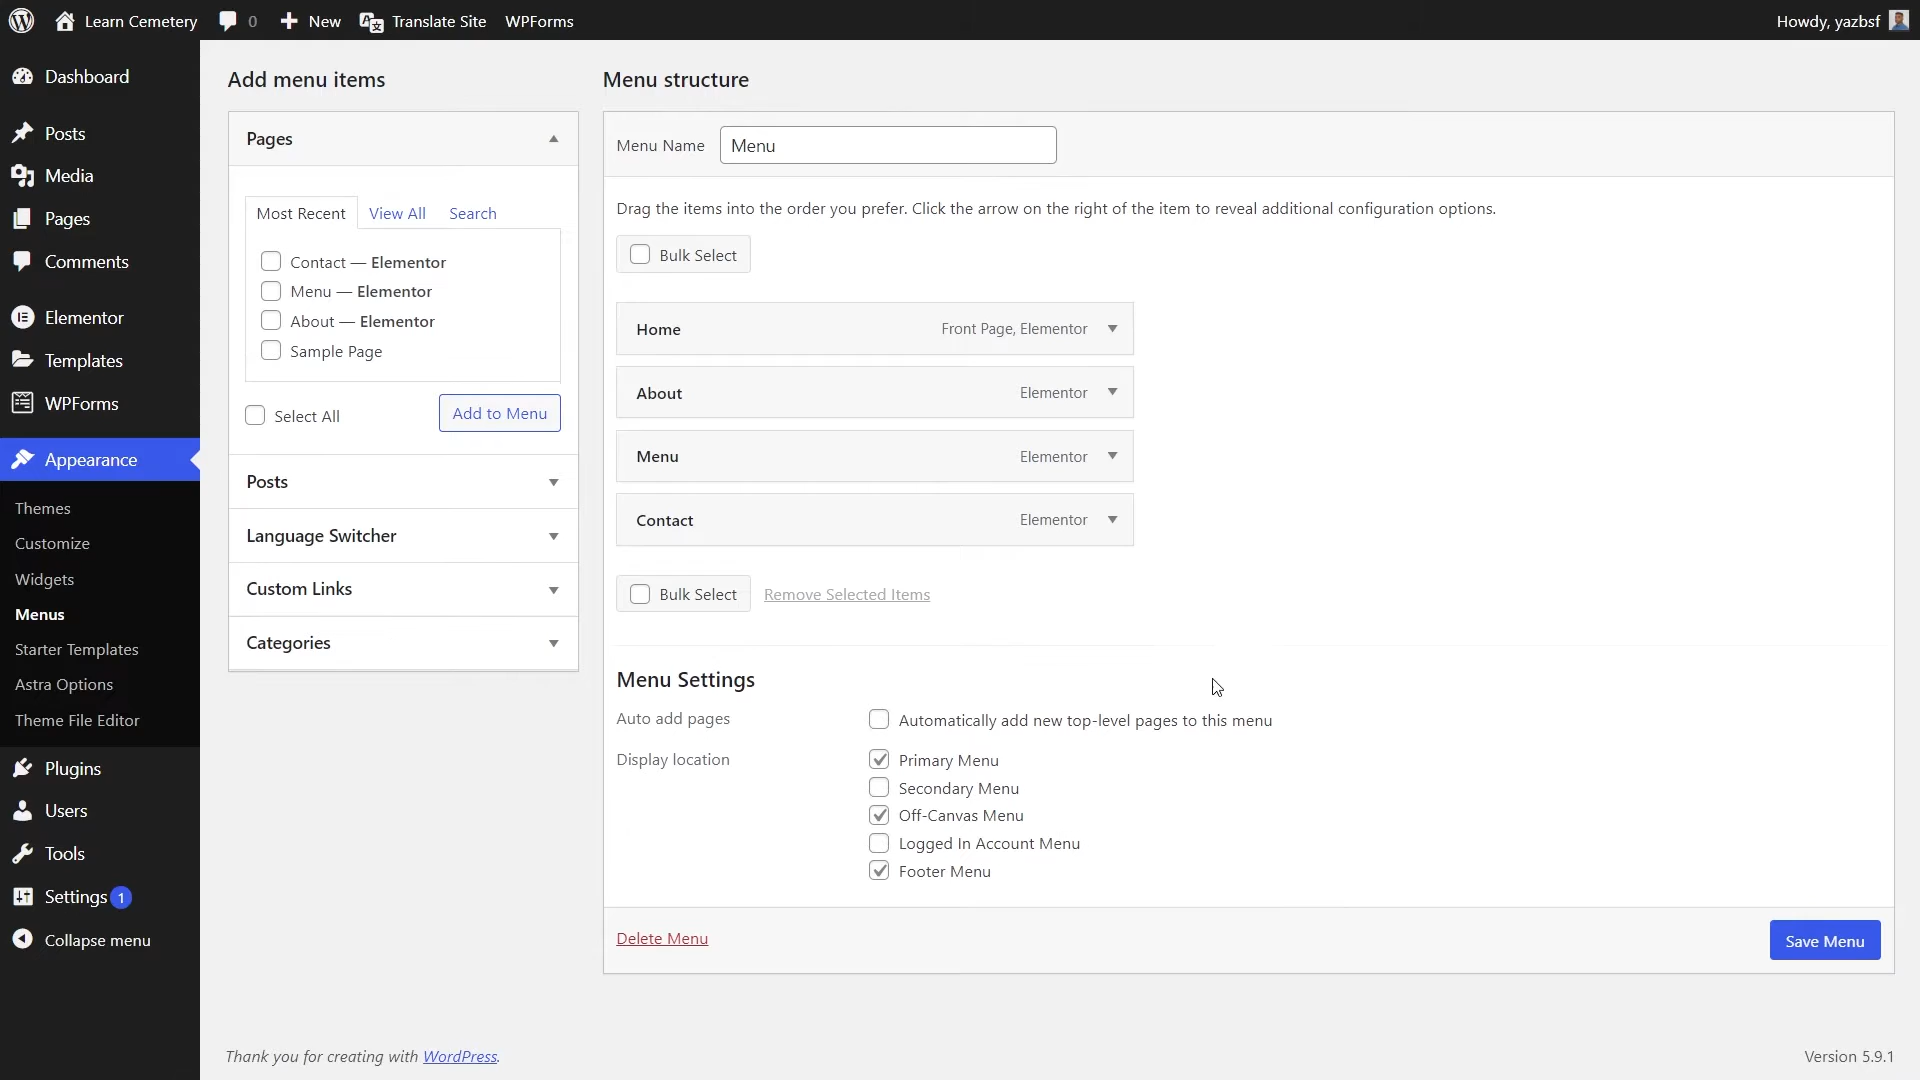 Learn Cemetery 0 New Translate Site WPForms Howdy, yazbsf
Dashboard
Posts
Media
Pages
Comments
Elementor
Templates
WPForms
Appearance
Themes
Customize
Widgets
Menus
Starter Templates
Astra Options
Theme File Editor
Plugins
Users
Tools
Settings 1
Collapse menu
Add menu items
Pages
Most Recent View All Search
Contact — Elementor
Menu — Elementor
About — Elementor
Sample Page
Select All Add to Menu
Posts
Language Switcher
Custom Links
Categories
Menu structure
Menu Name Menu
Drag the items into the order you prefer. Click the arrow on the right of the item to reveal additional configuration options.
Bulk Select
Home Front Page, Elementor
About Elementor
Menu Elementor
Contact Elementor
Bulk Select Remove Selected Items
Menu Settings
Auto add pages Automatically add new top-level pages to this menu
Display location Primary Menu
Secondary Menu
Off-Canvas Menu
Logged In Account Menu
Footer Menu
Delete Menu Save Menu
Thank you for creating with WordPress. Version 5.9.1